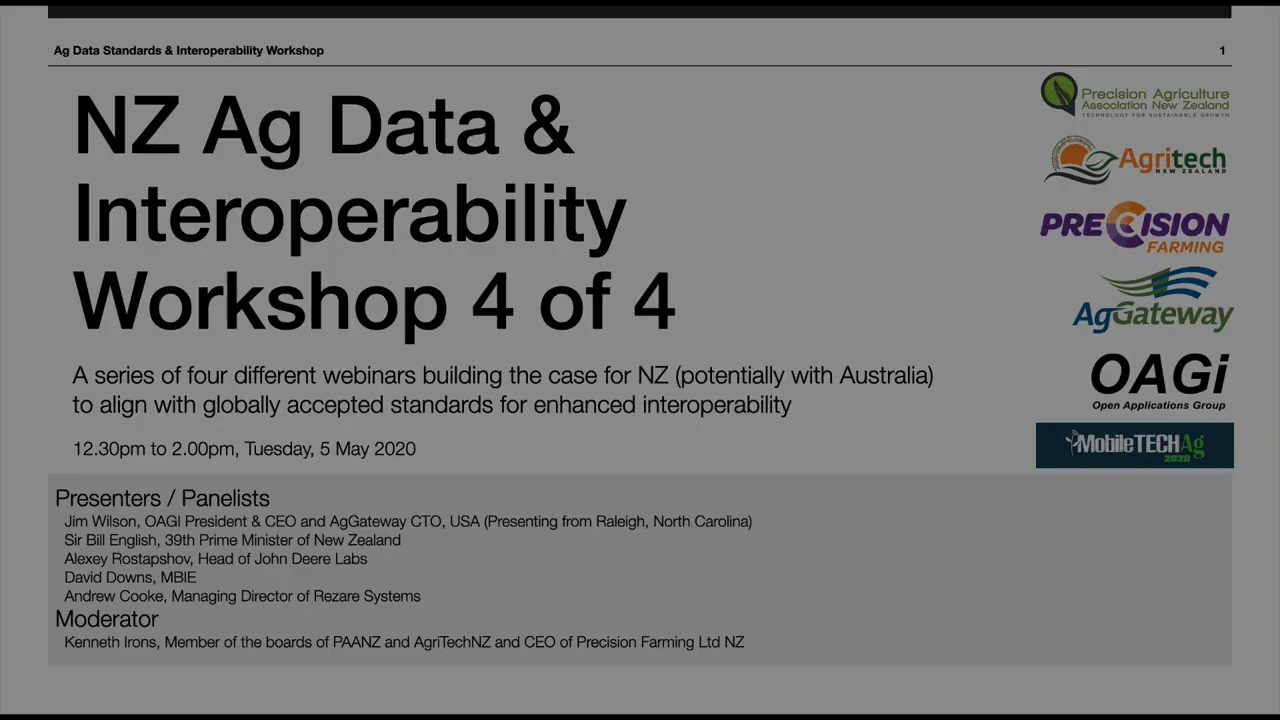 Ag Data Standards & Interoperability Workshop
1
NZ Ag Data &
Interoperability
Workshop 4 of 4
A series of four different webinars building the case for NZ (potentially with Australia)
to align with globally accepted standards for enhanced interoperability
12.30pm to 2.00pm, Tuesday, 5 May 2020
Precision Agriculture
Association New Zealand
TECHNOLOGY FOR SUSTAINABLE GROWTH
Agritech
NEW ZEALAND
PRECISION
FARMING
AgGateway
OAGi
Open Applications Group
MobileTECHAg
2020
Presenters / Panelists
Jim Wilson, OAGI President & CEO and AgGateway CTO, USA (Presenting from Raleigh, North Carolina)
Sir Bill English, 39th Prime Minister of New Zealand
Alexey Rostapshov, Head of John Deere Labs
David Downs, MBIE
Andrew Cooke, Managing Director of Rezare Systems
Moderator
Kenneth Irons, Member of the boards of PAANZ and AgriTechNZ and CEO of Precision Farming Ltd NZ